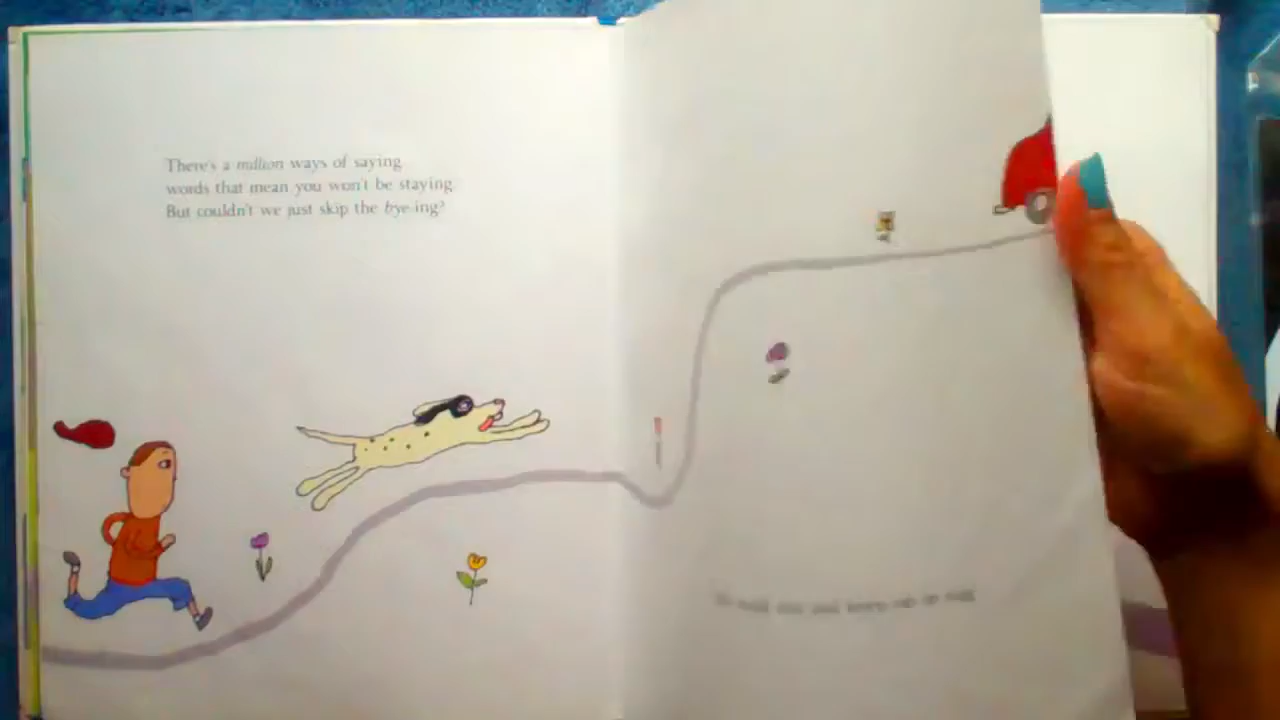 There's a million ways of saying
words that mean you won't be staying.
But couldn't we just skip the bye-ing?